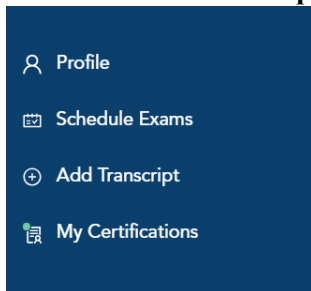 Profile
Schedule Exams
Add Transcript
My Certifications